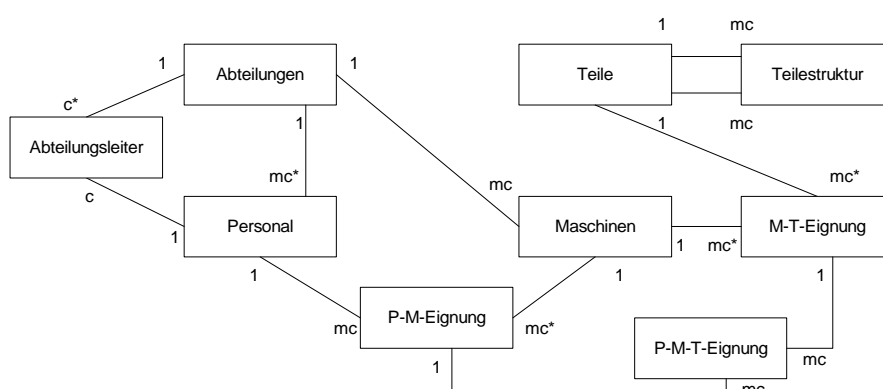 1 mc
Abteilungen Teile Teilestruktur
1 1
c* 1 1 mc
Abteilungsleiter
mc* mc mc*
c
Personal Maschinen M-T-Eignung
1 1 mc*
1 1 1
P-M-Eignung
mc mc*
P-M-T-Eignung
1 mc
mc